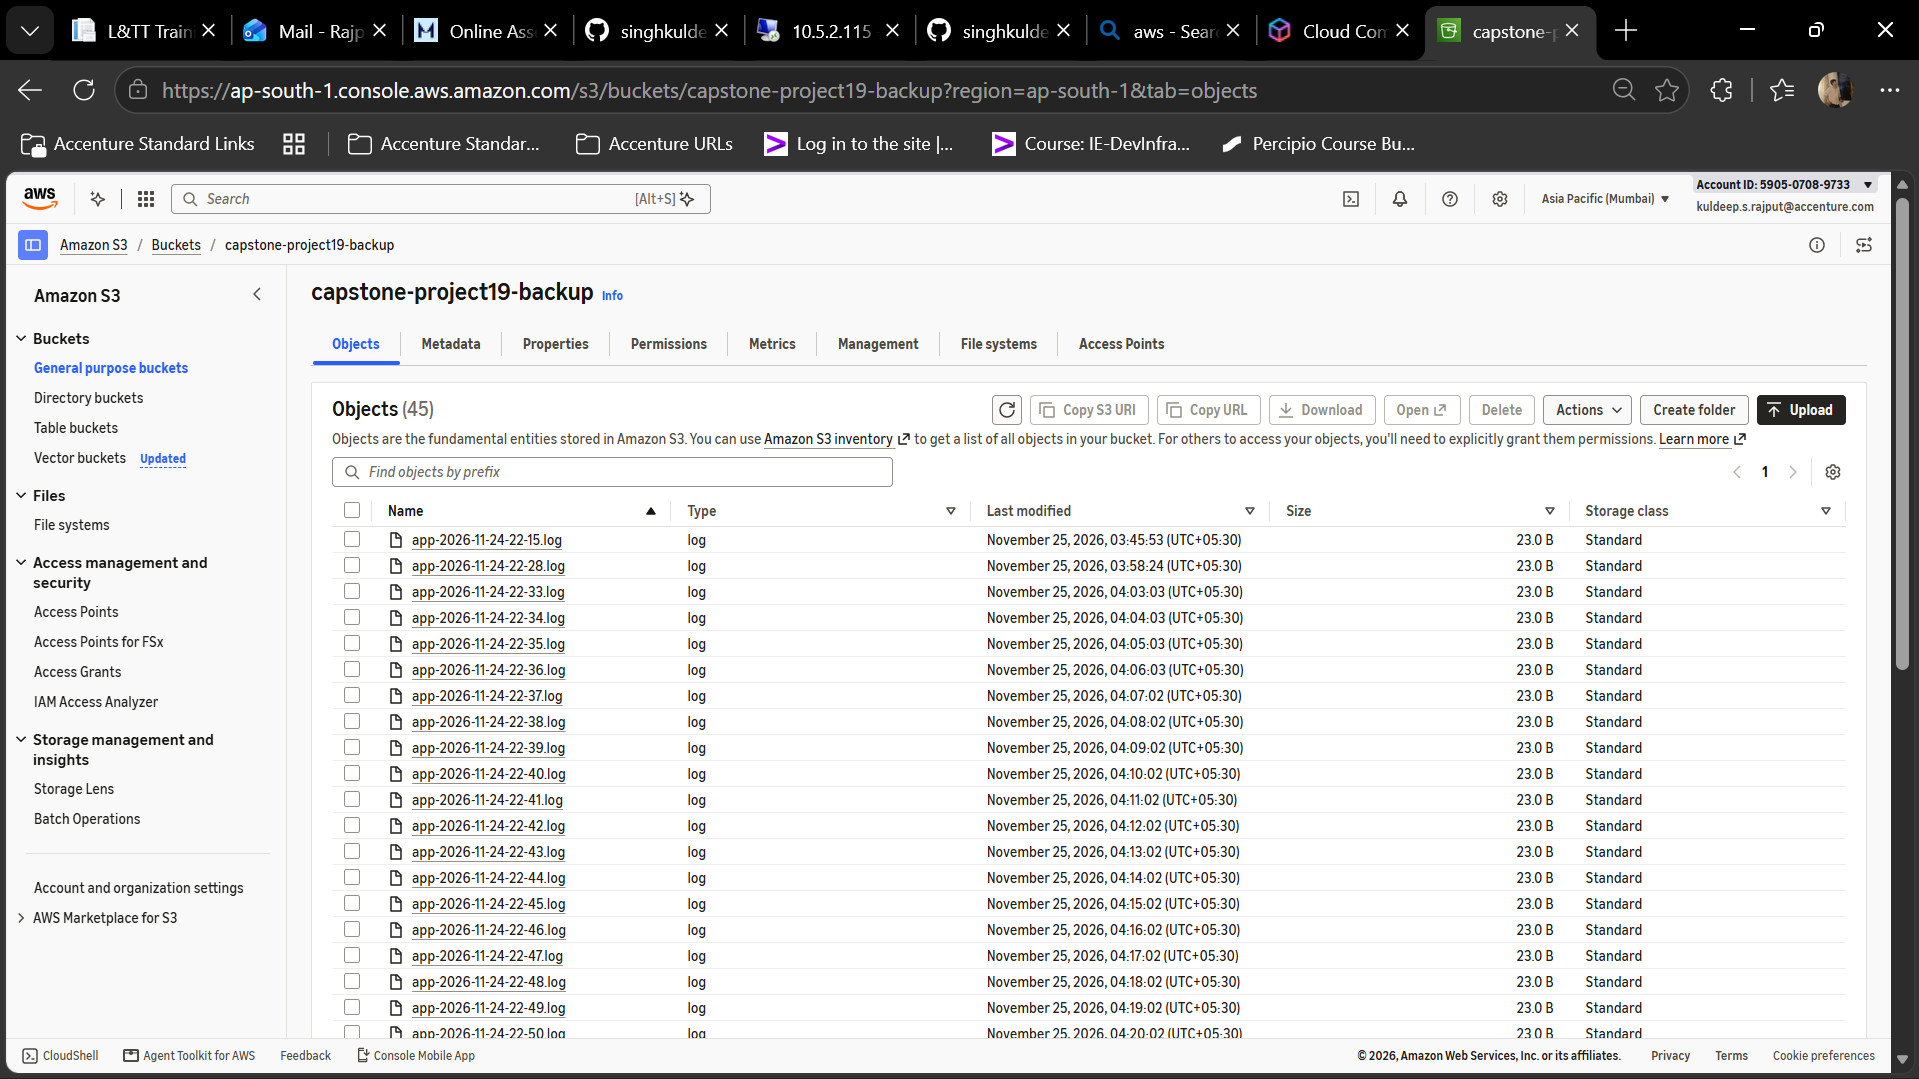 L&TT Train
Mail - Rajp
Online Ass
singhkulde
10.5.2.115
singhkulde
aws - Sear
Cloud Con
capstone-p
https://ap-south-1.console.aws.amazon.com/s3/buckets/capstone-project19-backup?region=ap-south-1&tab=objects
Accenture Standard Links
Accenture Standar...
Accenture URLs
Log in to the site |...
Course: IE-DevInfra...
Percipio Course Bu...
aws
Search
[Alt+S]
Asia Pacific (Mumbai)
Account ID: 5905-0708-9733
kuldeep.s.rajput@accenture.com
Amazon S3 / Buckets / capstone-project19-backup
Amazon S3
Buckets
General purpose buckets
Directory buckets
Table buckets
Vector buckets Updated
Files
File systems
Access management and
security
Access Points
Access Points for FSx
Access Grants
IAM Access Analyzer
Storage management and
insights
Storage Lens
Batch Operations
Account and organization settings
AWS Marketplace for S3
capstone-project19-backup Info
Objects Metadata Properties Permissions Metrics Management File systems Access Points
Objects (45)
Copy S3 URI Copy URL Download Open Delete Actions Create folder Upload
Objects are the fundamental entities stored in Amazon S3. You can use Amazon S3 inventory to get a list of all objects in your bucket. For others to access your objects, you'll need to explicitly grant them permissions. Learn more
Find objects by prefix
1
Name Type Last modified Size Storage class
app-2026-11-24-22-15.log log November 25, 2026, 03:45:53 (UTC+05:30) 23.0 B Standard
app-2026-11-24-22-28.log log November 25, 2026, 03:58:24 (UTC+05:30) 23.0 B Standard
app-2026-11-24-22-33.log log November 25, 2026, 04:03:03 (UTC+05:30) 23.0 B Standard
app-2026-11-24-22-34.log log November 25, 2026, 04:04:03 (UTC+05:30) 23.0 B Standard
app-2026-11-24-22-35.log log November 25, 2026, 04:05:03 (UTC+05:30) 23.0 B Standard
app-2026-11-24-22-36.log log November 25, 2026, 04:06:03 (UTC+05:30) 23.0 B Standard
app-2026-11-24-22-37.log log November 25, 2026, 04:07:02 (UTC+05:30) 23.0 B Standard
app-2026-11-24-22-38.log log November 25, 2026, 04:08:02 (UTC+05:30) 23.0 B Standard
app-2026-11-24-22-39.log log November 25, 2026, 04:09:02 (UTC+05:30) 23.0 B Standard
app-2026-11-24-22-40.log log November 25, 2026, 04:10:02 (UTC+05:30) 23.0 B Standard
app-2026-11-24-22-41.log log November 25, 2026, 04:11:02 (UTC+05:30) 23.0 B Standard
app-2026-11-24-22-42.log log November 25, 2026, 04:12:02 (UTC+05:30) 23.0 B Standard
app-2026-11-24-22-43.log log November 25, 2026, 04:13:02 (UTC+05:30) 23.0 B Standard
app-2026-11-24-22-44.log log November 25, 2026, 04:14:02 (UTC+05:30) 23.0 B Standard
app-2026-11-24-22-45.log log November 25, 2026, 04:15:02 (UTC+05:30) 23.0 B Standard
app-2026-11-24-22-46.log log November 25, 2026, 04:16:02 (UTC+05:30) 23.0 B Standard
app-2026-11-24-22-47.log log November 25, 2026, 04:17:02 (UTC+05:30) 23.0 B Standard
app-2026-11-24-22-48.log log November 25, 2026, 04:18:02 (UTC+05:30) 23.0 B Standard
app-2026-11-24-22-49.log log November 25, 2026, 04:19:02 (UTC+05:30) 23.0 B Standard
app-2026-11-24-22-50.log log November 25, 2026, 04:20:02 (UTC+05:30) 23.0 B Standard
CloudShell Agent Toolkit for AWS Feedback Console Mobile App
© 2026, Amazon Web Services, Inc. or its affiliates. Privacy Terms Cookie preferences